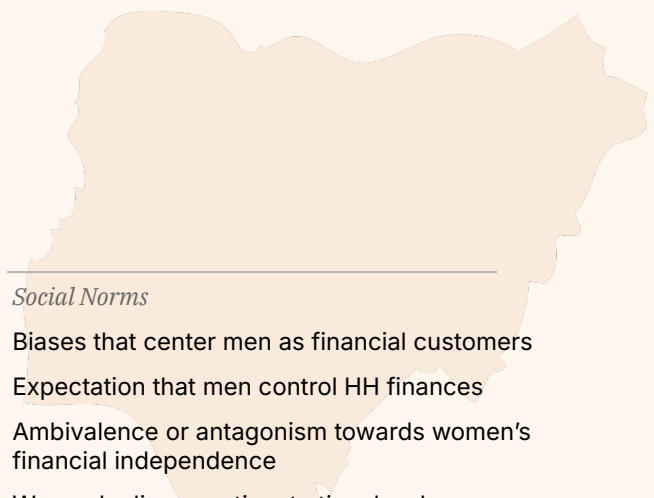 Social Norms
Biases that center men as financial customers
Expectation that men control HH finances
Ambivalence or antagonism towards women’s
financial independence